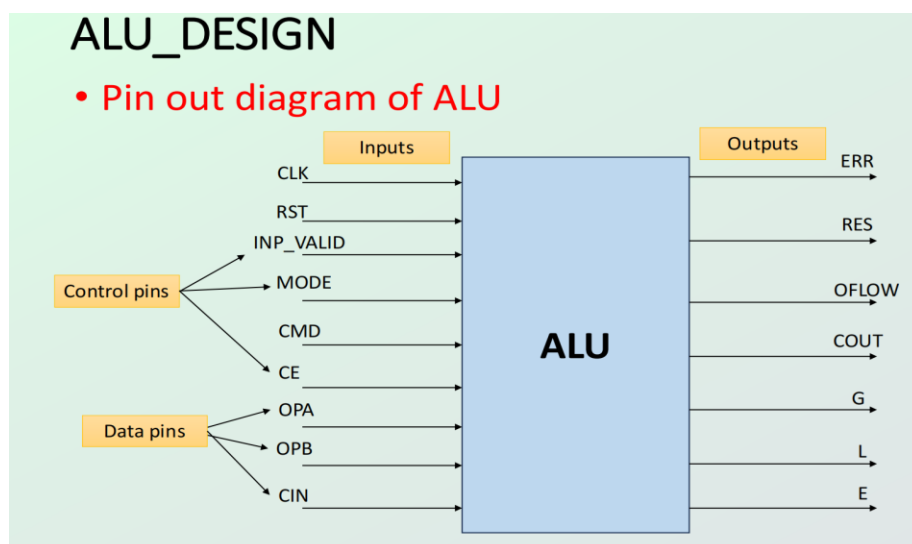 ALU_DESIGN
• Pin out diagram of ALU
Inputs
Outputs
CLK
RST
INP_VALID
Control pins
MODE
CMD
CE
OPA
Data pins
OPB
CIN
ALU
ERR
RES
OFLOW
COUT
G
L
E